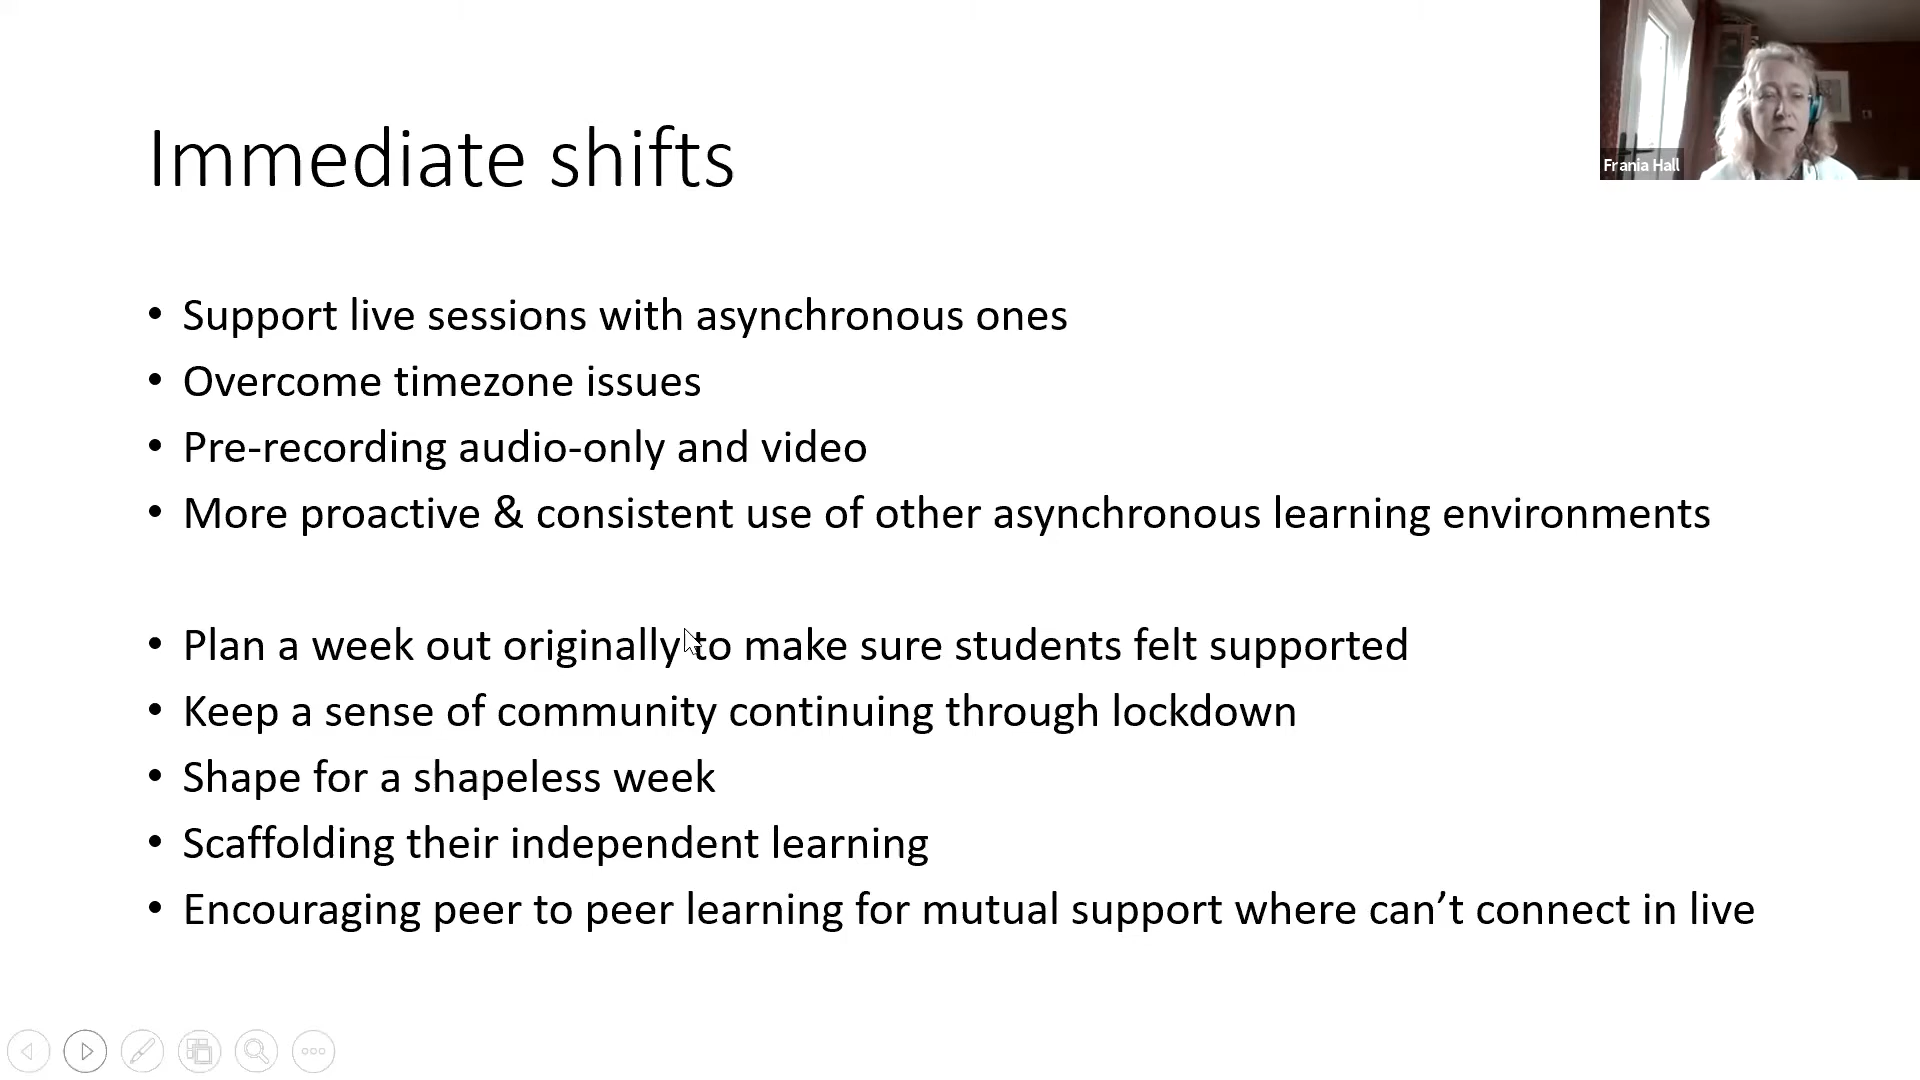 Immediate shifts
Frania Hall
• Support live sessions with asynchronous ones
• Overcome timezone issues
• Pre-recording audio-only and video
• More proactive & consistent use of other asynchronous learning environments
• Plan a week out originally to make sure students felt supported
• Keep a sense of community continuing through lockdown
• Shape for a shapeless week
• Scaffolding their independent learning
• Encouraging peer to peer learning for mutual support where can’t connect in live